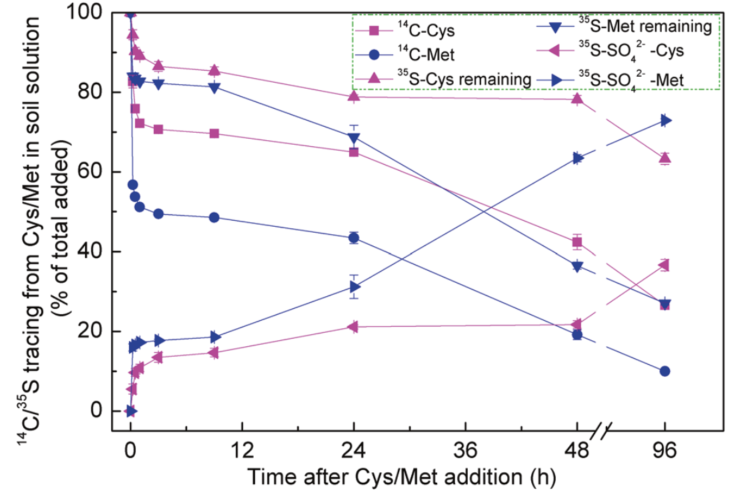 100
80
60
40
20
0
¹⁴C/³⁵S tracing from Cys/Met in soil solution
(% of total added)
¹⁴C-Cys
¹⁴C-Met
³⁵S-Cys remaining
³⁵S-Met remaining
³⁵S-SO₄²⁻-Cys
³⁵S-SO₄²⁻-Met
0 12 24 36 48 96
Time after Cys/Met addition (h)